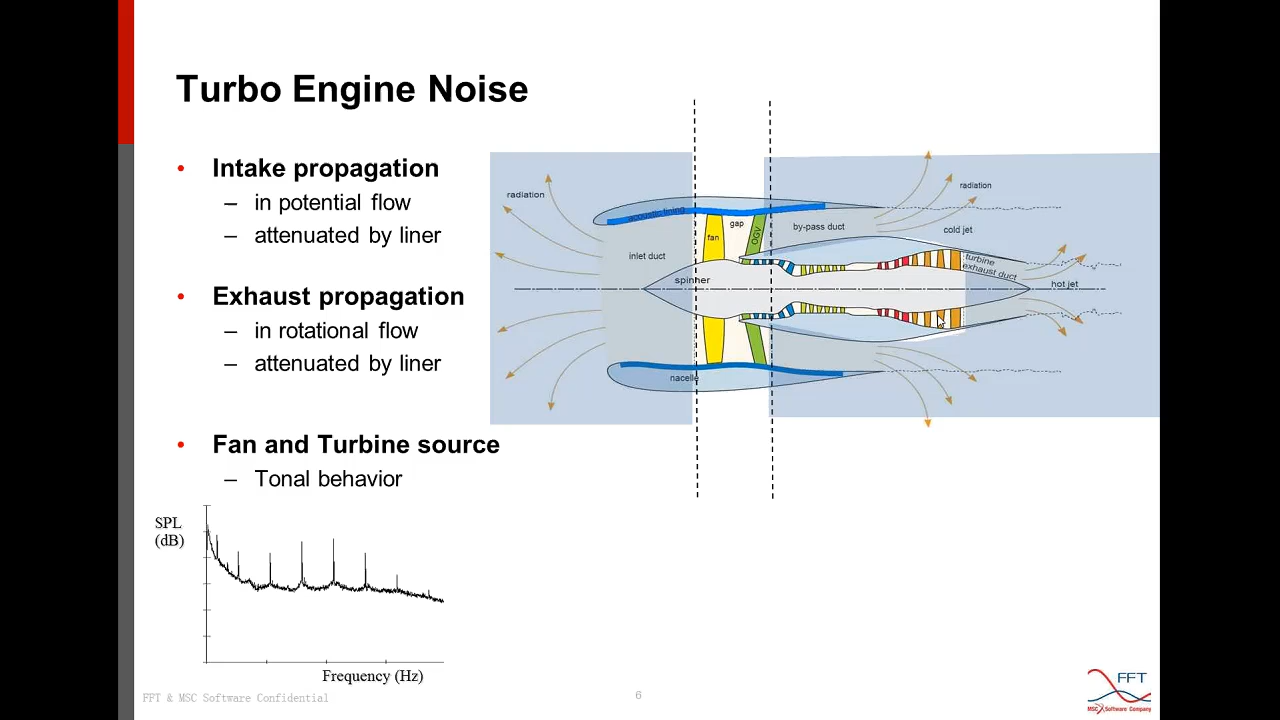 Turbo Engine Noise
• Intake propagation
– in potential flow
– attenuated by liner
• Exhaust propagation
– in rotational flow
– attenuated by liner
• Fan and Turbine source
– Tonal behavior
radiation
acoustic lining
fan
gap
OGV
by-pass duct
radiation
cold jet
inlet duct
spinner
turbine
exhaust duct
hot jet
nacelle
SPL
(dB)
Frequency (Hz)
FFT & MSC Software Confidential
6
FFT
MSC Software Company